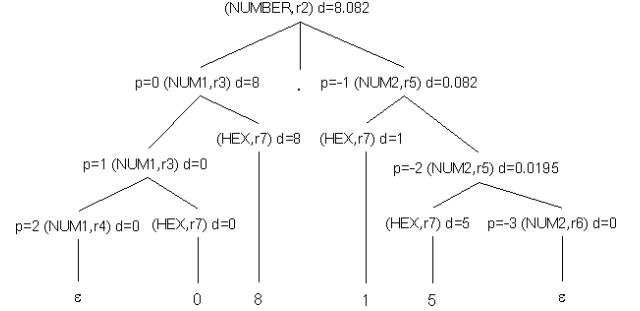 (NUMBER,r2) d=8.082
p=0 (NUM1,r3) d=8 . p=-1 (NUM2,r5) d=0.082
(HEX,r7) d=8 (HEX,r7) d=1
p=1 (NUM1,r3) d=0 p=-2 (NUM2,r5) d=0.0195
p=2 (NUM1,r4) d=0 (HEX,r7) d=0 (HEX,r7) d=5 p=-3 (NUM2,r6) d=0
ε 0 8 1 5 ε